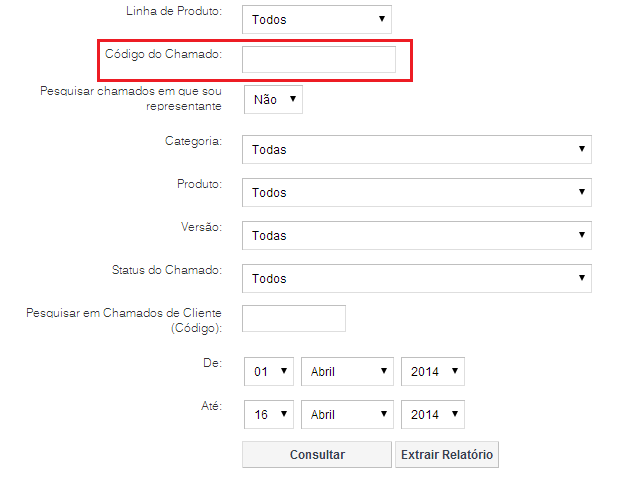 Linha de Produto: Todos
Código do Chamado:
Pesquisar chamados em que sou
representante Não
Categoria: Todas
Produto: Todos
Versão: Todas
Status do Chamado: Todos
Pesquisar em Chamados de Cliente
(Código):
De: 01 Abril 2014
Até: 16 Abril 2014
Consultar Extrair Relatório